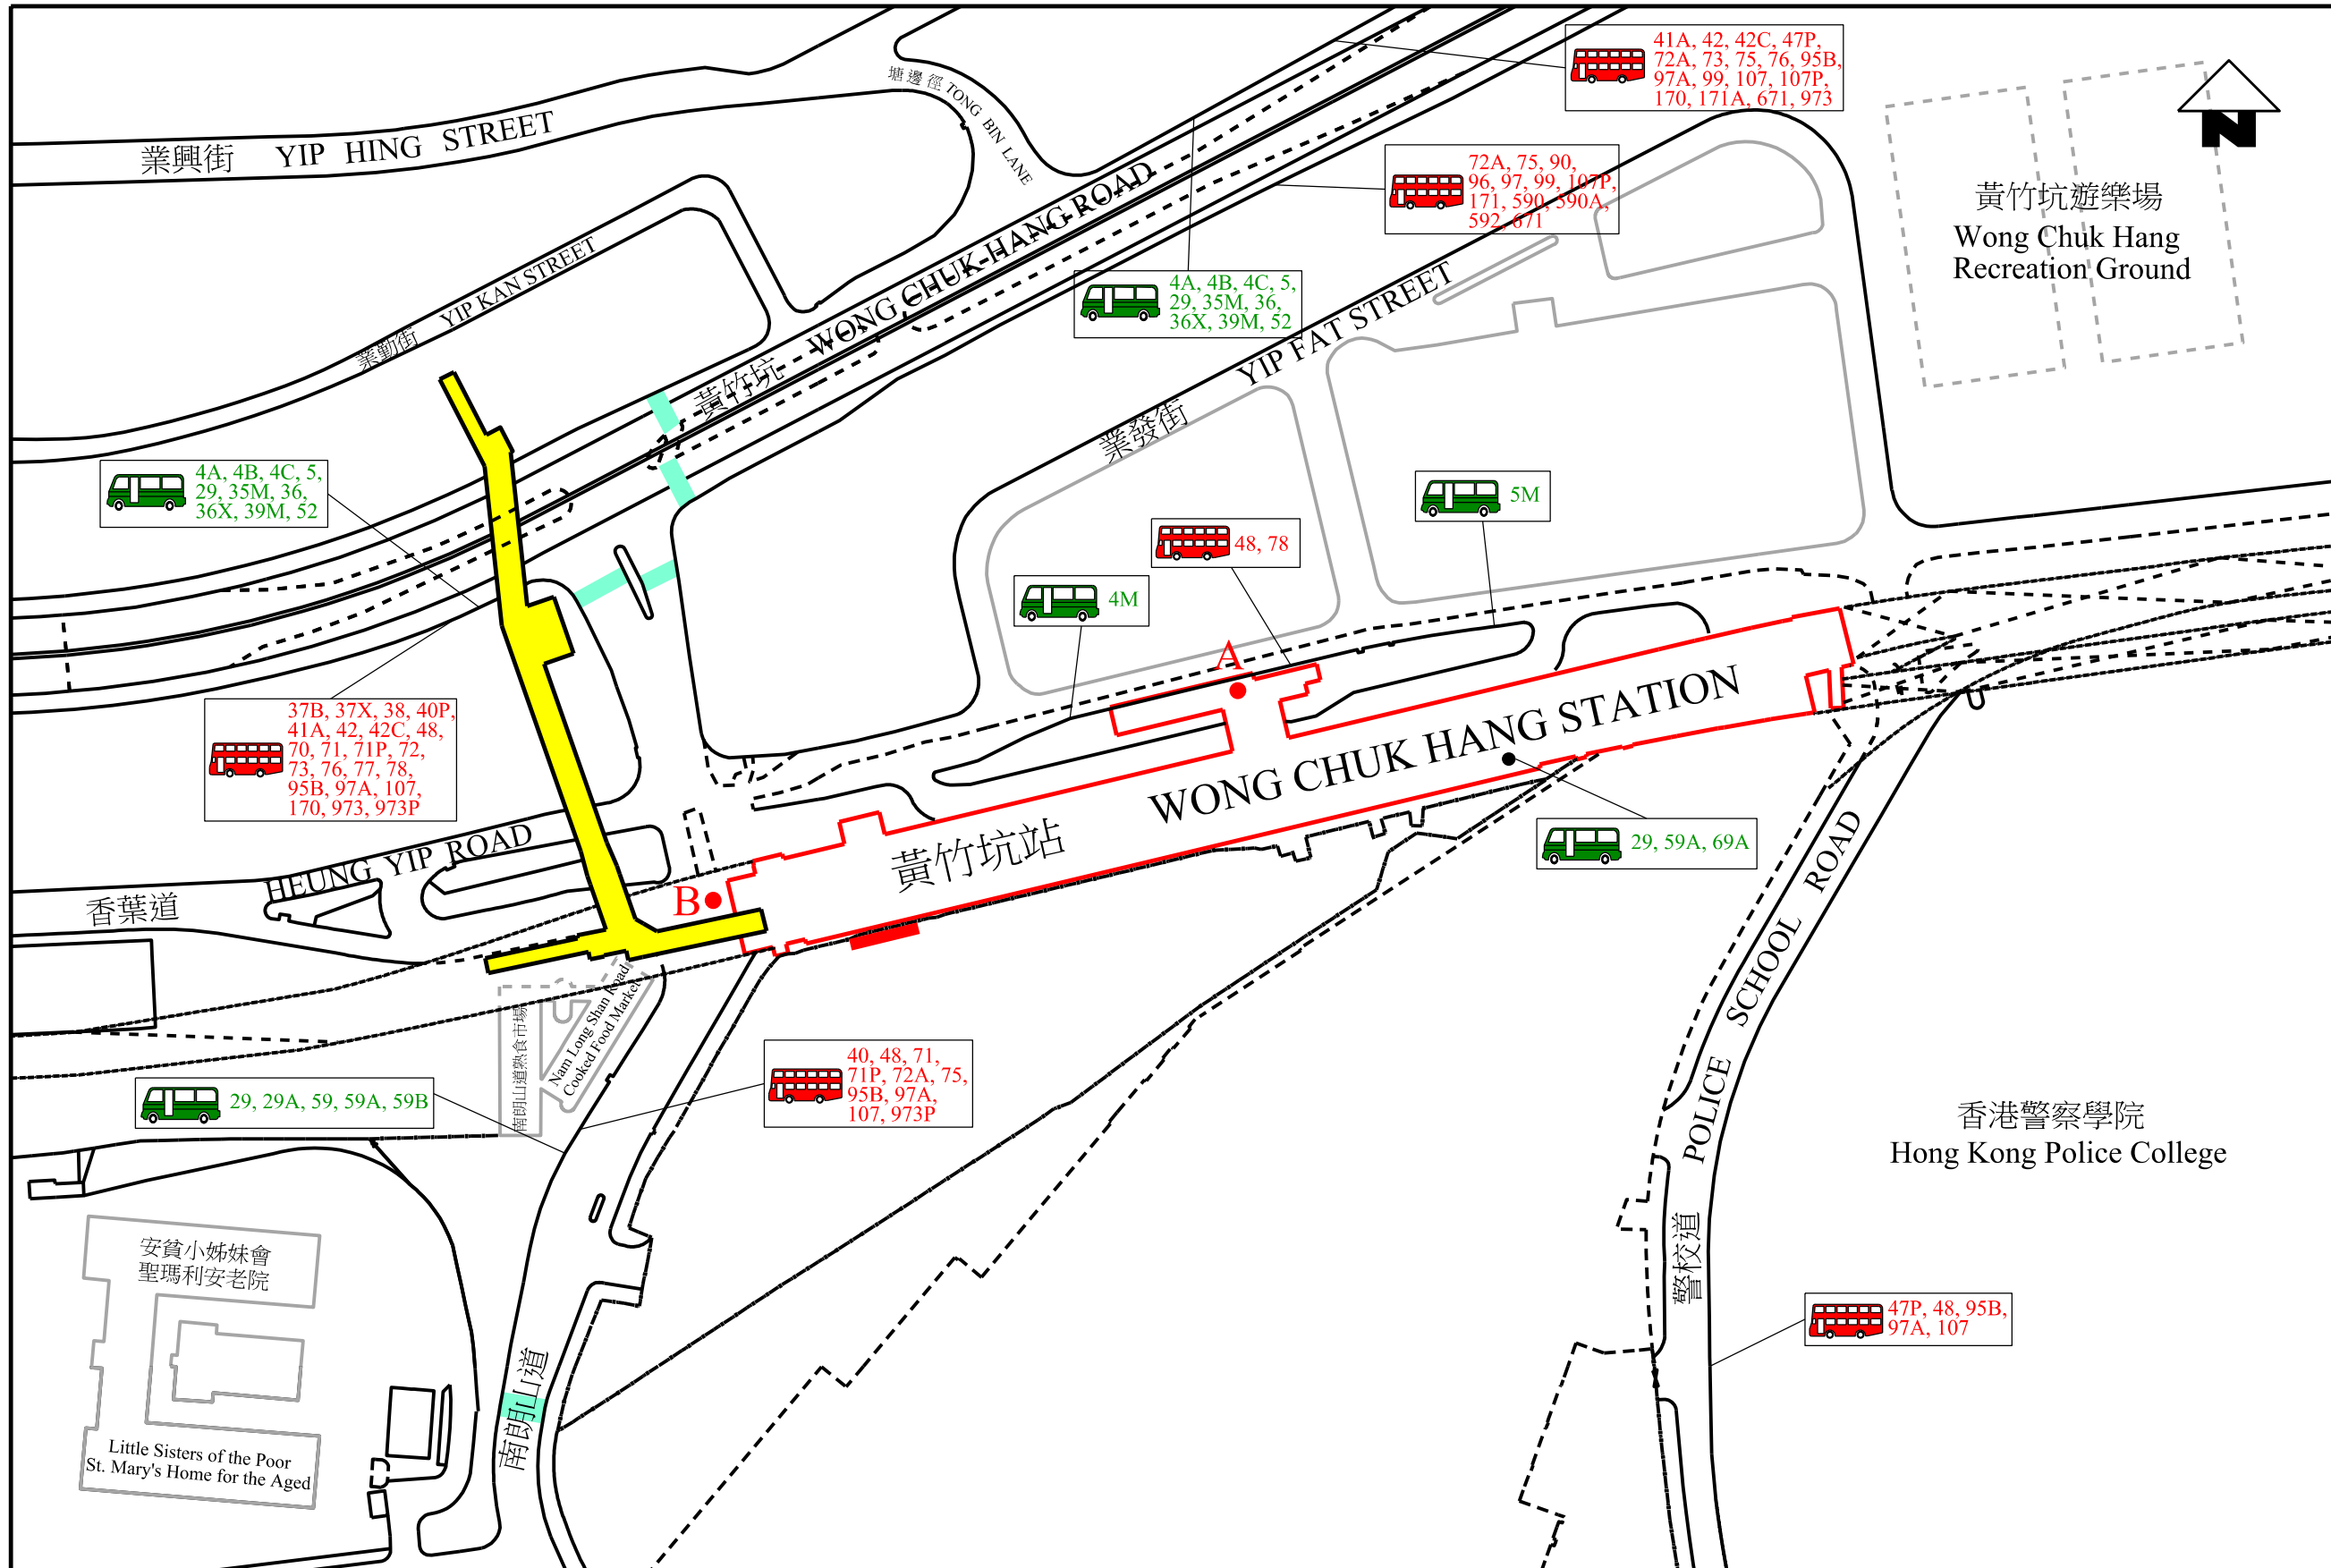 41A, 42, 42C, 47P,
72A, 73, 75, 76, 95B,
97A, 99, 107, 107P,
170, 171A, 671, 973
塘邊徑 TONG BIN LANE
業興街 YIP HING STREET
72A, 75, 90,
96, 97, 99, 107P,
171, 590, 590A,
592, 671
N
黃竹坑遊樂場
Wong Chuk Hang
Recreation Ground
業勤街 YIP KAN STREET
黃竹坑 WONG CHUK HANG ROAD
4A, 4B, 4C, 5,
29, 35M, 36,
36X, 39M, 52
業發街 YIP FAT STREET
4A, 4B, 4C, 5,
29, 35M, 36,
36X, 39M, 52
5M
48, 78
4M
A
37B, 37X, 38, 40P,
41A, 42, 42C, 48,
70, 71, 71P, 72,
73, 76, 77, 78,
95B, 97A, 107,
170, 973, 973P
黃竹坑站 WONG CHUK HANG STATION
29, 59A, 69A
香葉道 HEUNG YIP ROAD
B
南朗山道熟食市場
Nam Long Shan Road
Cooked Food Market
29, 29A, 59, 59A, 59B
40, 48, 71,
71P, 72A, 75,
95B, 97A,
107, 973P
警校道 POLICE SCHOOL ROAD
香港警察學院
Hong Kong Police College
安貧小姊妹會
聖瑪利安老院
Little Sisters of the Poor
St. Mary's Home for the Aged
南朗山道
47P, 48, 95B,
97A, 107